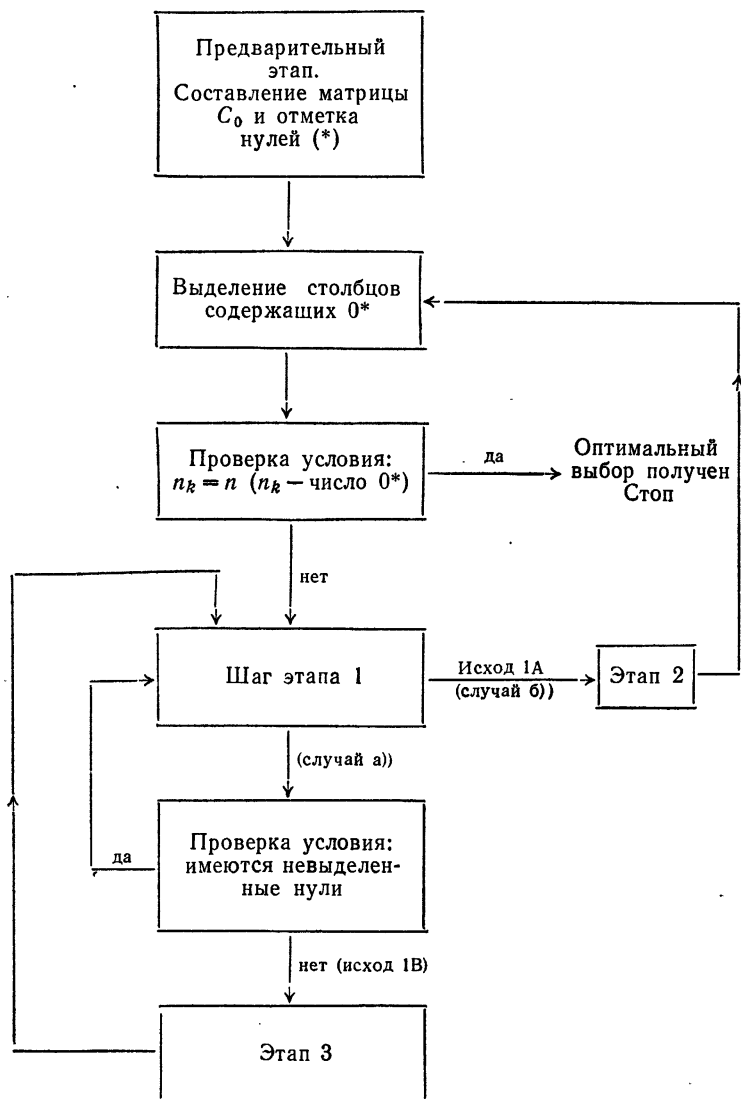 Предварительный
этап.
Составление матрицы
C₀ и отметка
нулей (*)
Выделение столбцов
содержащих 0*
Проверка условия:
nₖ = n (nₖ — число 0*)
да
Оптимальный
выбор получен
Стоп
нет
Шаг этапа 1
Исход 1А
(случай б))
Этап 2
(случай а))
Проверка условия:
имеются невыделен-
ные нули
да
нет (исход 1В)
Этап 3